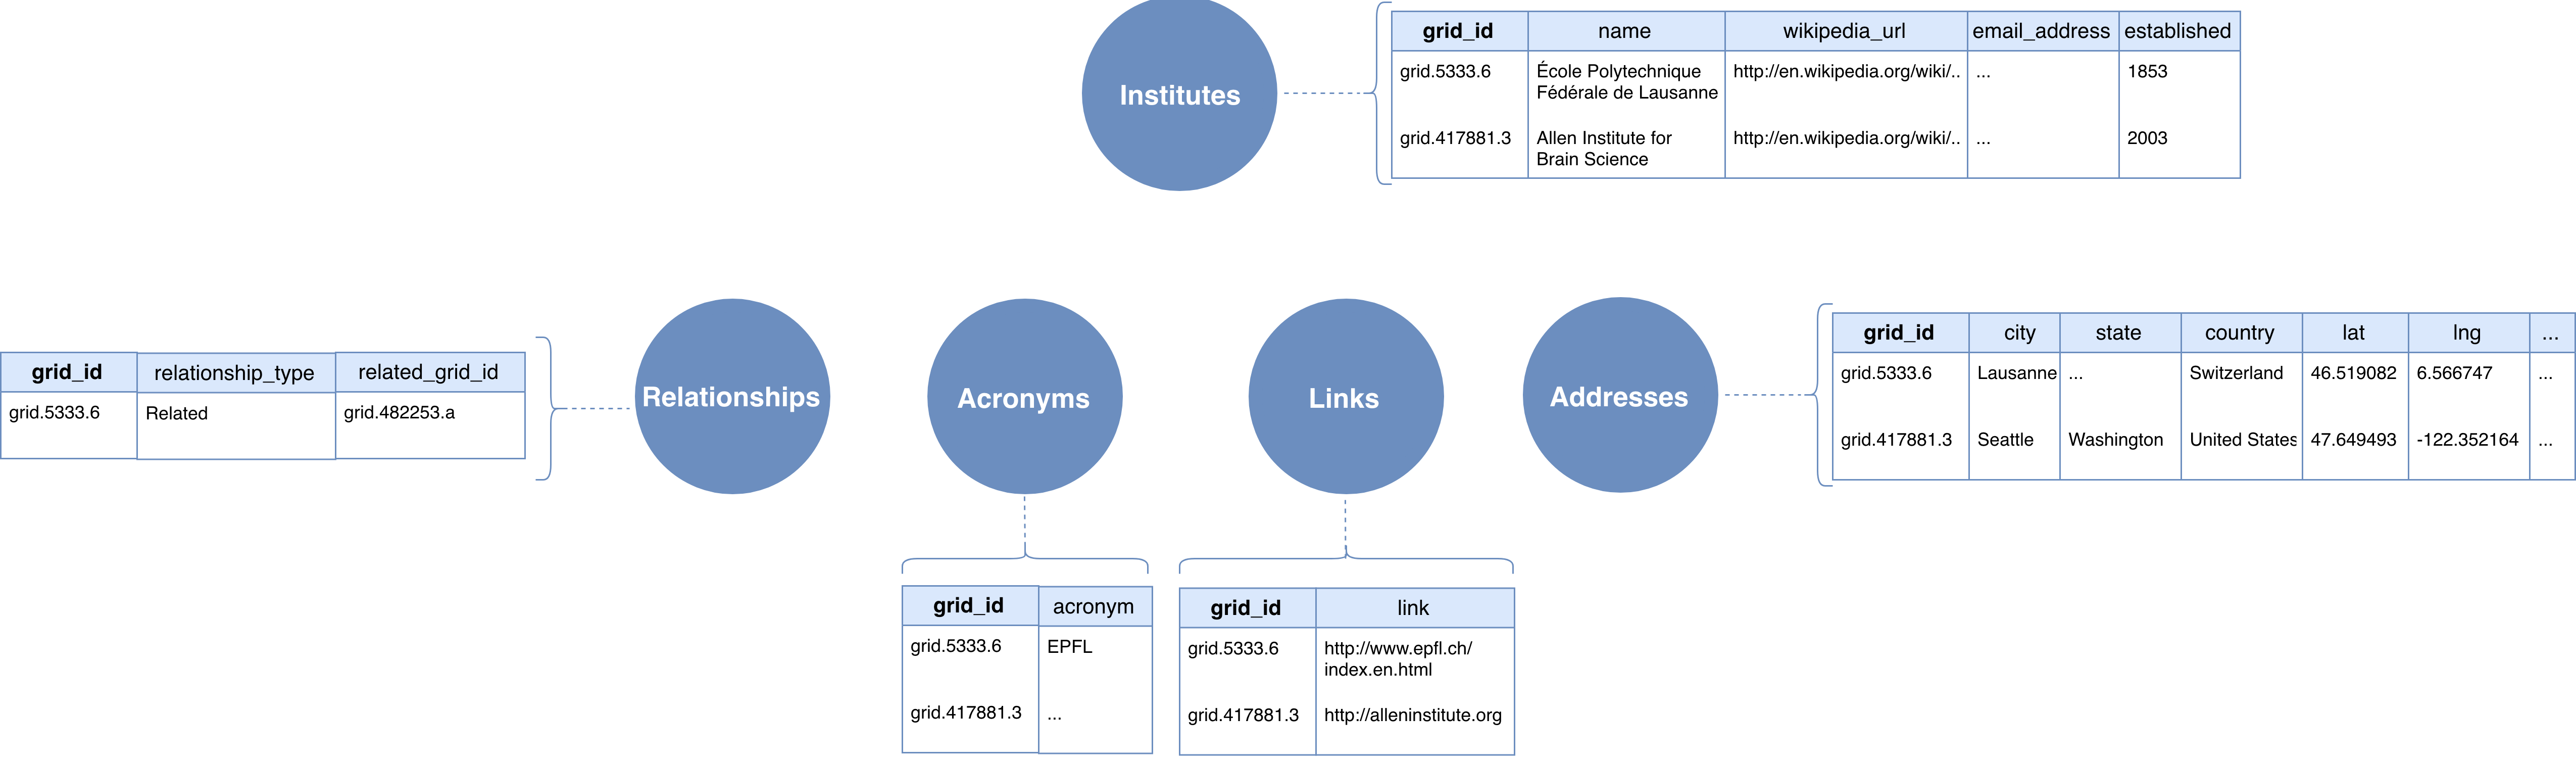 Institutes
grid_id name wikipedia_url email_address established
grid.5333.6 École Polytechnique http://en.wikipedia.org/wiki/.. ... 1853
Fédérale de Lausanne
grid.417881.3 Allen Institute for http://en.wikipedia.org/wiki/.. ... 2003
Brain Science
Relationships
grid_id relationship_type related_grid_id
grid.5333.6 Related grid.482253.a
Acronyms
grid_id acronym
grid.5333.6 EPFL
grid.417881.3 ...
Links
grid_id link
grid.5333.6 http://www.epfl.ch/
index.en.html
grid.417881.3 http://alleninstitute.org
Addresses
grid_id city state country lat lng ...
grid.5333.6 Lausanne ... Switzerland 46.519082 6.566747 ...
grid.417881.3 Seattle Washington United States 47.649493 -122.352164 ...